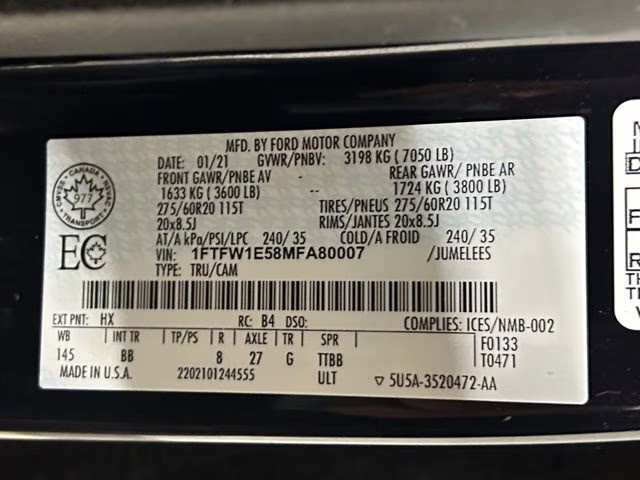 MFD. BY FORD MOTOR COMPANY
DATE: 01/21 GVWR/PNBV: 3198 KG ( 7050 LB)
FRONT GAWR/PNBE AV -- REAR GAWR/ PNBE AR
1633 KG ( 3600 LB) -- 1724 KG ( 3800 LB)
275/60R20 115T TIRES/PNEUS 275/60R20 115T
20x8.5J RIMS/JANTES 20x8.5J
AT/A kPa/PSI/LPC 240/ 35 COLD/A FROID 240/ 35
VIN: 1FTFW1E58MFA80007 /JUMELEES
TYPE: TRU/CAM
CANADA
977
TRANSPORT
EC
EXT PNT: HX RC: B4 DSO: COMPLIES: ICES/NMB-002
WB INT TR TP/PS R AXLE TR SPR F0133
145 BB 8 27 G TTBB T0471
MADE IN U.S.A. 2202101244555 ULT ▽ 5U5A-3520472-AA